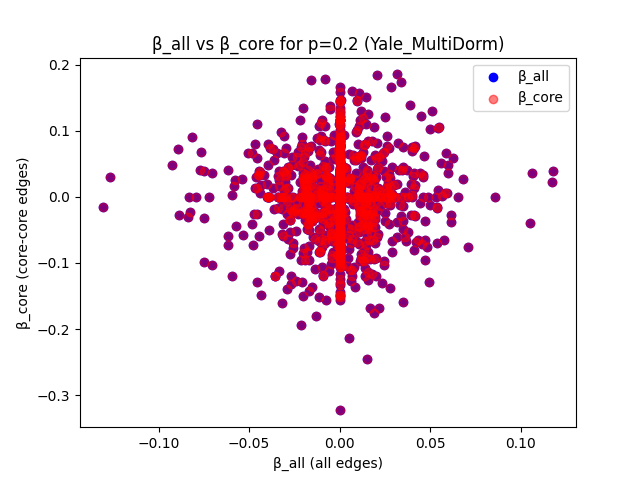 β_all vs β_core for p=0.2 (Yale_MultiDorm)
β_all
β_core
0.2
0.1
0.0
−0.1
−0.2
−0.3
β_core (core-core edges)
−0.10
−0.05
0.00
0.05
0.10
β_all (all edges)